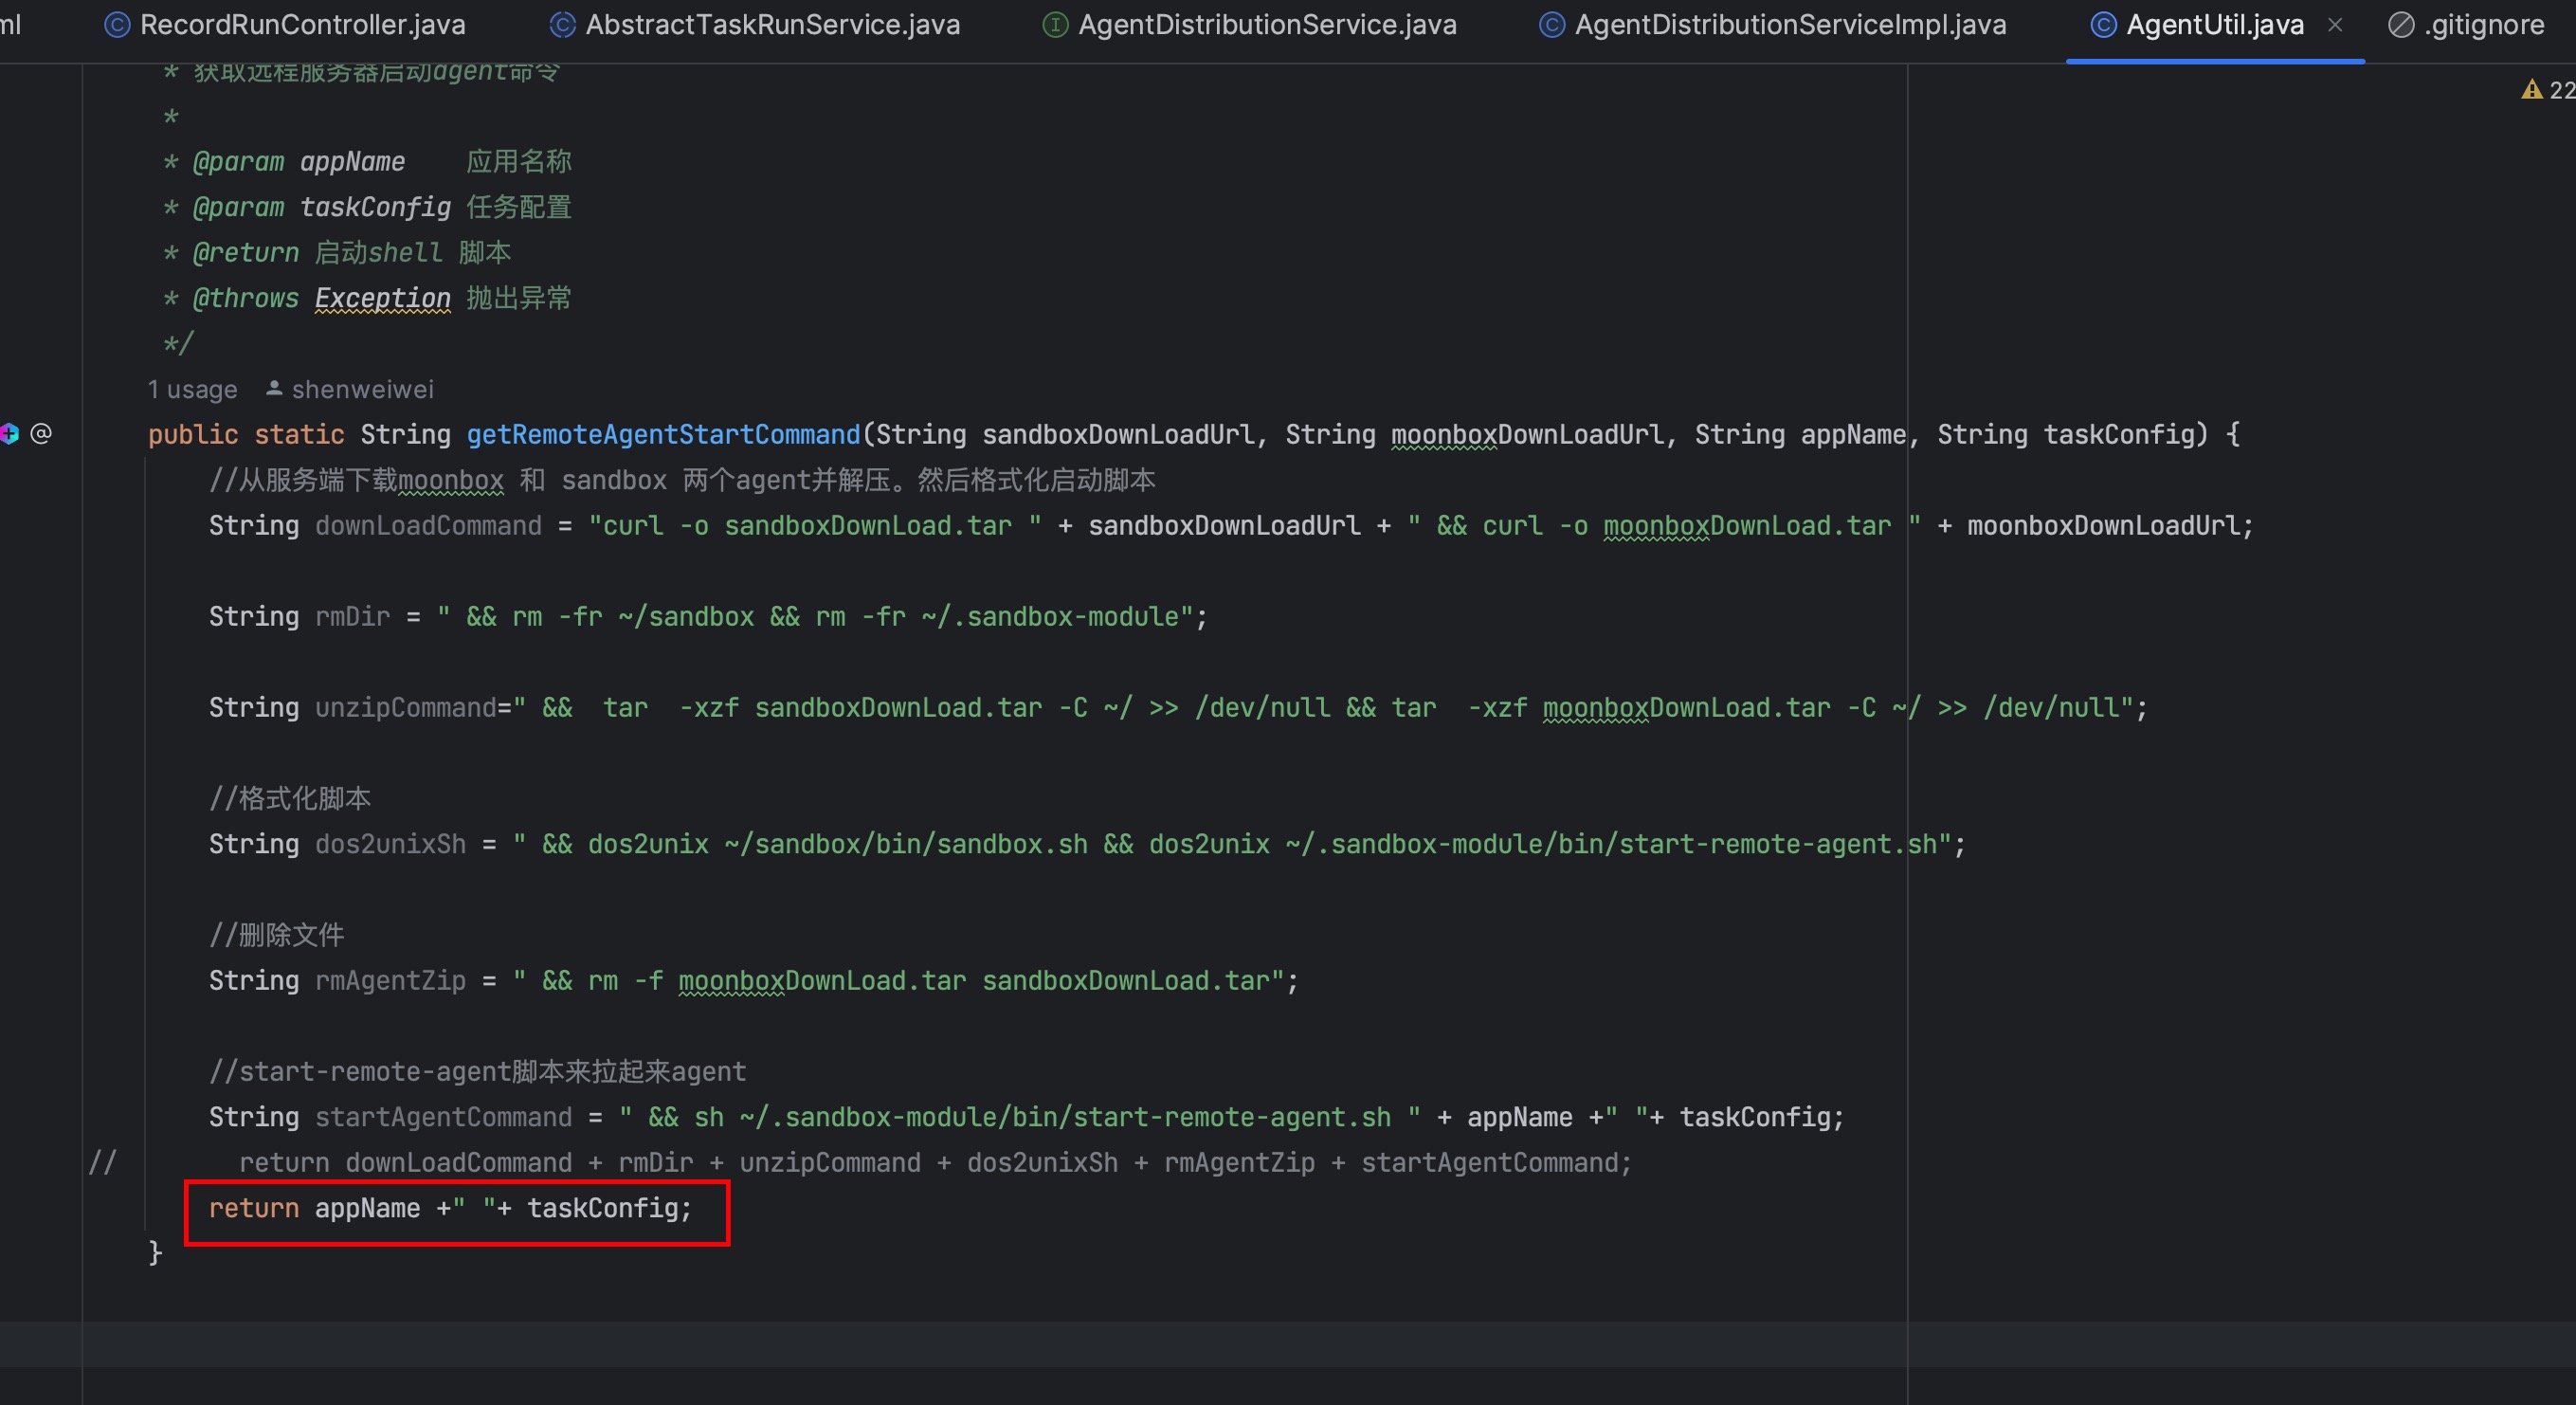 ml RecordRunController.java AbstractTaskRunService.java AgentDistributionService.java AgentDistributionServiceImpl.java AgentUtil.java .gitignore
* 获取远程服务器启动agent命令
22
*
* @param appName    应用名称
* @param taskConfig 任务配置
* @return 启动shell 脚本
* @throws Exception 抛出异常
*/
1 usage shenweiwei
public static String getRemoteAgentStartCommand(String sandboxDownLoadUrl, String moonboxDownLoadUrl, String appName, String taskConfig) {
//从服务端下载moonbox 和 sandbox 两个agent并解压。然后格式化启动脚本
String downLoadCommand = "curl -o sandboxDownLoad.tar " + sandboxDownLoadUrl + " && curl -o moonboxDownLoad.tar " + moonboxDownLoadUrl;
String rmDir = " && rm -fr ~/sandbox && rm -fr ~/.sandbox-module";
String unzipCommand=" &&  tar  -xzf sandboxDownLoad.tar -C ~/ >> /dev/null && tar  -xzf moonboxDownLoad.tar -C ~/ >> /dev/null";
//格式化脚本
String dos2unixSh = " && dos2unix ~/sandbox/bin/sandbox.sh && dos2unix ~/.sandbox-module/bin/start-remote-agent.sh";
//删除文件
String rmAgentZip = " && rm -f moonboxDownLoad.tar sandboxDownLoad.tar";
//start-remote-agent脚本来拉起来agent
String startAgentCommand = " && sh ~/.sandbox-module/bin/start-remote-agent.sh " + appName +" "+ taskConfig;
// return downLoadCommand + rmDir + unzipCommand + dos2unixSh + rmAgentZip + startAgentCommand;
return appName +" "+ taskConfig;
}